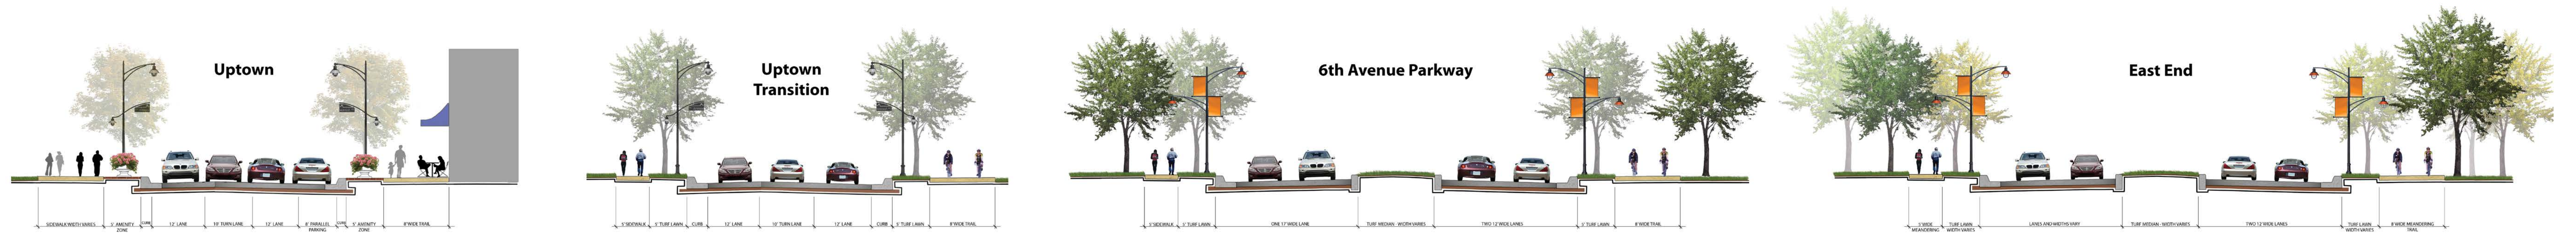 Uptown
SIDEWALK WIDTH VARIES
5' AMENITY
ZONE
CURB
12' LANE
10' TURN LANE
12' LANE
8' PARALLEL
PARKING
CURB
5' AMENITY
ZONE
8' WIDE TRAIL
Uptown
Transition
5' SIDEWALK
5' TURF LAWN
CURB
12' LANE
10' TURN LANE
12' LANE
CURB
5' TURF LAWN
8' WIDE TRAIL
6th Avenue Parkway
5' SIDEWALK
5' TURF LAWN
ONE 17' WIDE LANE
TURF MEDIAN - WIDTH VARIES
TWO 12' WIDE LANES
5' TURF LAWN
8' WIDE TRAIL
East End
5' WIDE
MEANDERING
TURF LAWN
WIDTH VARIES
LANES AND WIDTHS VARY
TURF MEDIAN - WIDTH VARIES
TWO 12' WIDE LANES
TURF LAWN
WIDTH VARIES
8' WIDE MEANDERING
TRAIL